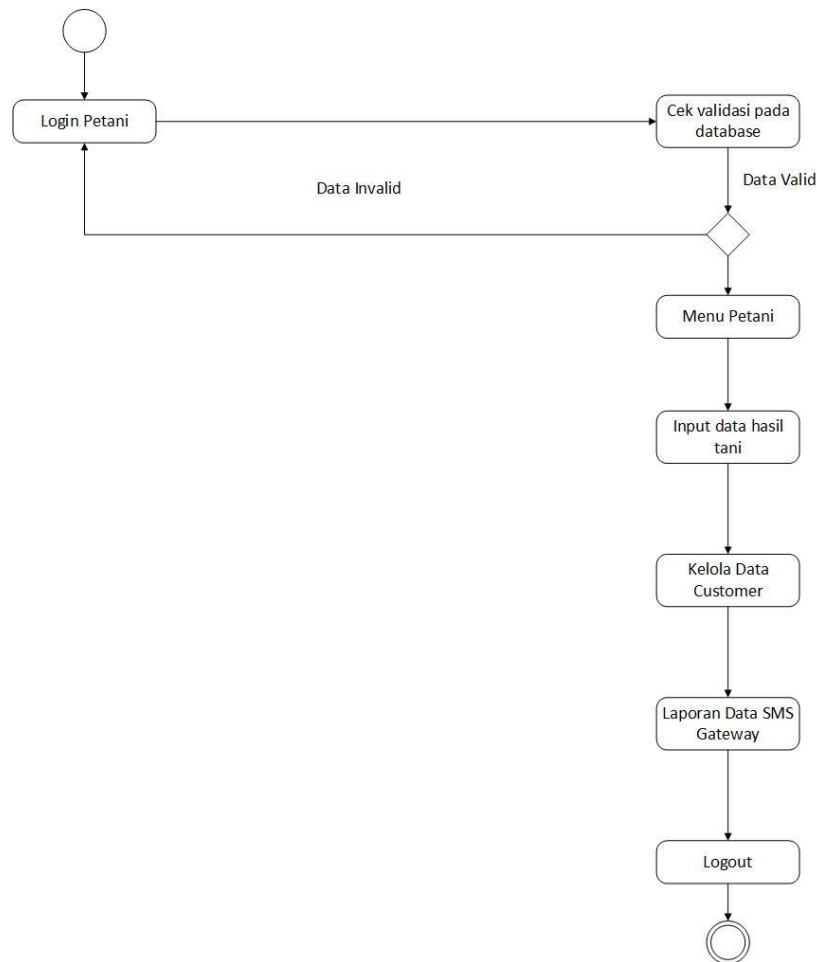 Login Petani
Cek validasi pada
database
Data Invalid
Data Valid
Menu Petani
Input data hasil
tani
Kelola Data
Customer
Laporan Data SMS
Gateway
Logout